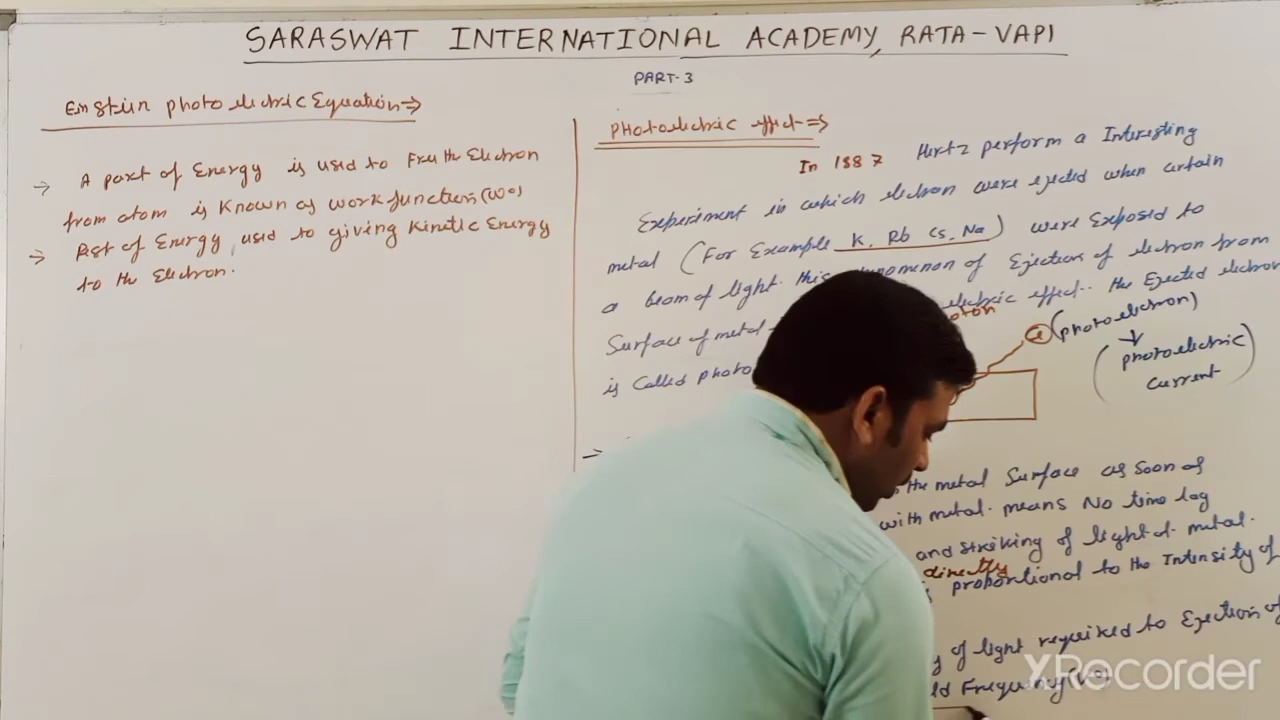 SARASWAT INTERNATIONAL ACADEMY, RATA-VAPI
PART-3
Einstein Photoelectric Equation→
→ A part of Energy is used to Free the Electron
from atom is known as work function (W0)
→ Rest of Energy used to giving Kinetic Energy
to the Electron.
PHotoelectric effect⇒
In 1887 Hertz perform a Interesting
Experiment in which electron were ejected when certain
metal (For Example K, Rb Cs, Na) were Exposed to
a beam of light. this phenomenon of Ejection of electron from
Surface of metal electric effect. the Ejected electron
is Called photo
e (photoelectron)
↓
(photoelectric
current)
→
the metal Surface as soon as
with metal. means No time lag
and striking of light of metal.
directly
proportional to the Intensity of
of light required to Ejection of
Frequency (V0)
XRecorder